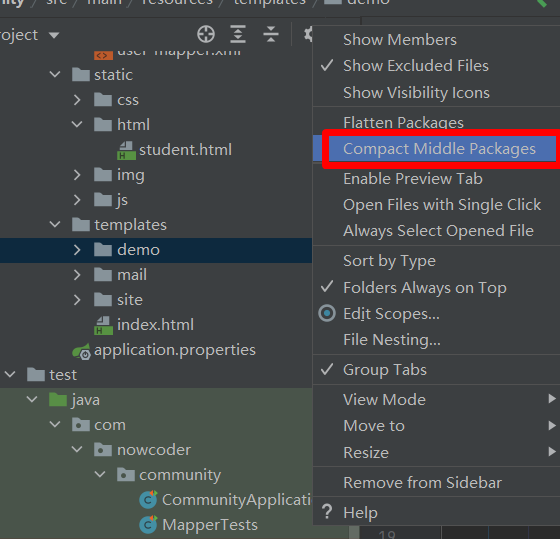 src / main / resources / templates / demo
user-mapper.xml
static
css
html
student.html
img
js
templates
demo
mail
site
index.html
application.properties
test
java
com
nowcoder
community
MapperTests
Show Members
Show Excluded Files
Show Visibility Icons
Flatten Packages
Compact Middle Packages
Enable Preview Tab
Open Files with Single Click
Always Select Opened File
Sort by Type
Folders Always on Top
Edit Scopes...
File Nesting...
Group Tabs
View Mode
Move to
Resize
Remove from Sidebar
? Help
19